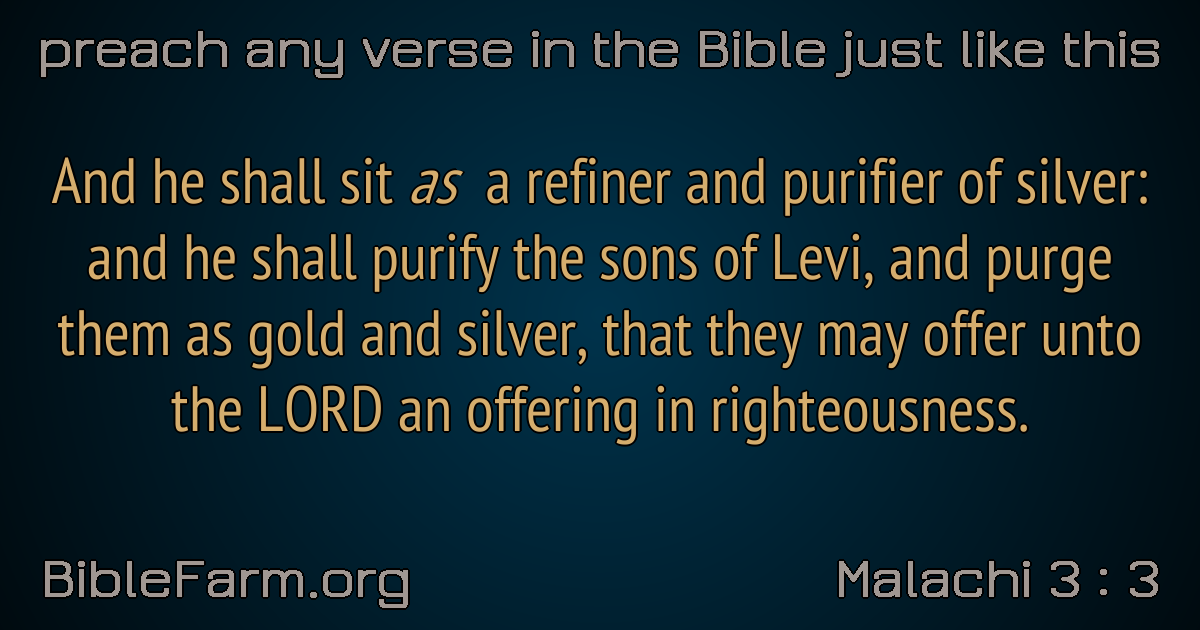 preach any verse in the Bible just like this
And he shall sit as a refiner and purifier of silver:
and he shall purify the sons of Levi, and purge
them as gold and silver, that they may offer unto
the LORD an offering in righteousness.
BibleFarm.org
Malachi 3 : 3